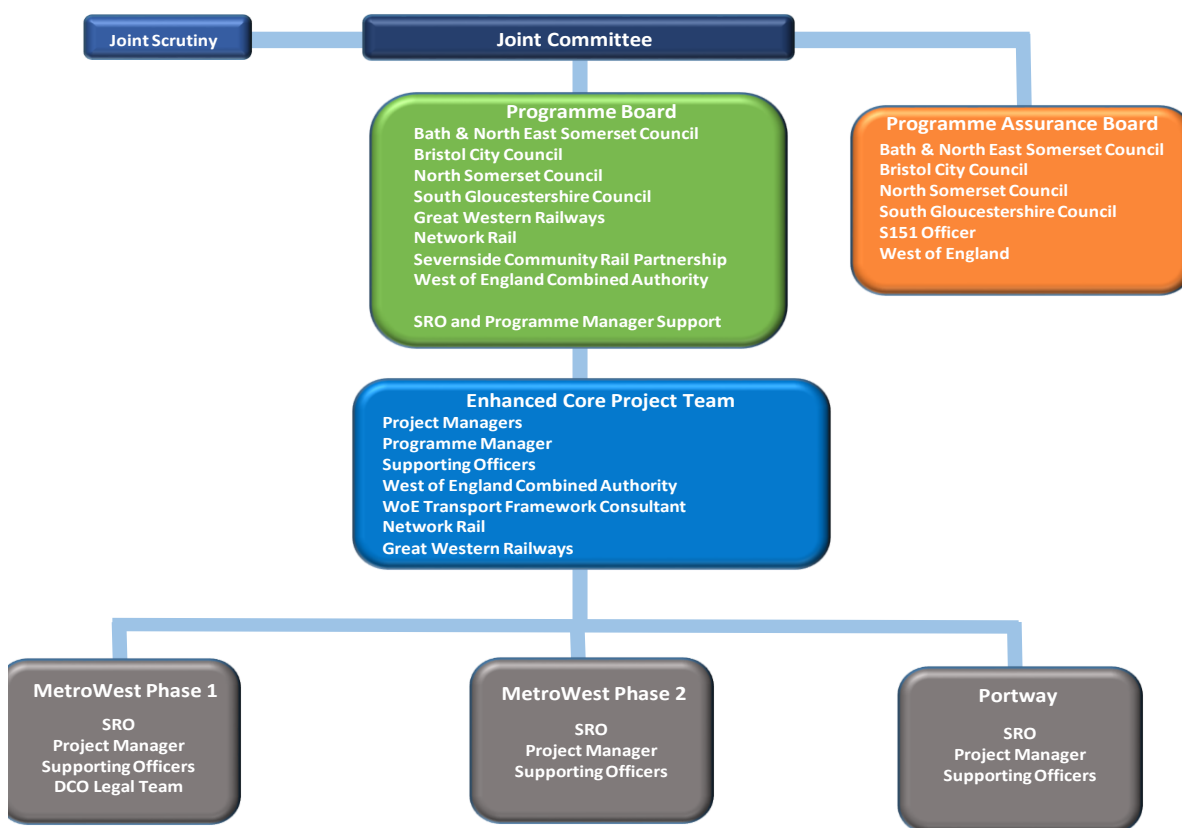 Joint Scrutiny
Joint Committee
Programme Board
Bath & North East Somerset Council
Bristol City Council
North Somerset Council
South Gloucestershire Council
Great Western Railways
Network Rail
Severnside Community Rail Partnership
West of England Combined Authority
SRO and Programme Manager Support
Programme Assurance Board
Bath & North East Somerset Council
Bristol City Council
North Somerset Council
South Gloucestershire Council
S151 Officer
West of England
Enhanced Core Project Team
Project Managers
Programme Manager
Supporting Officers
West of England Combined Authority
WoE Transport Framework Consultant
Network Rail
Great Western Railways
MetroWest Phase 1
SRO
Project Manager
Supporting Officers
DCO Legal Team
MetroWest Phase 2
SRO
Project Manager
Supporting Officers
Portway
SRO
Project Manager
Supporting Officers